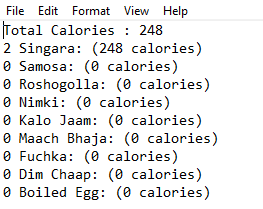 File Edit Format View Help
Total Calories : 248
2 Singara: (248 calories)
0 Samosa: (0 calories)
0 Roshogolla: (0 calories)
0 Nimki: (0 calories)
0 Kalo Jaam: (0 calories)
0 Maach Bhaja: (0 calories)
0 Fuchka: (0 calories)
0 Dim Chaap: (0 calories)
0 Boiled Egg: (0 calories)